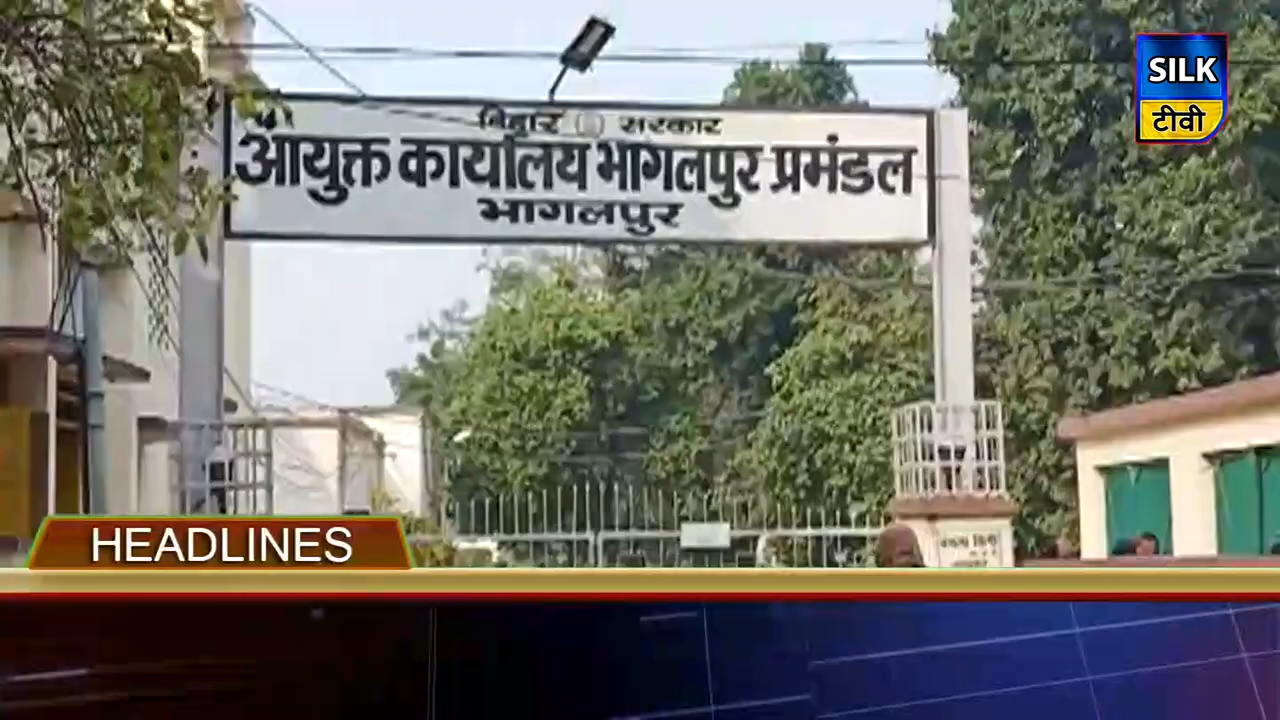 बिहार सरकार
आयुक्त कार्यालय भागलपुर प्रमंडल
भागलपुर
SILK
टीवी
HEADLINES